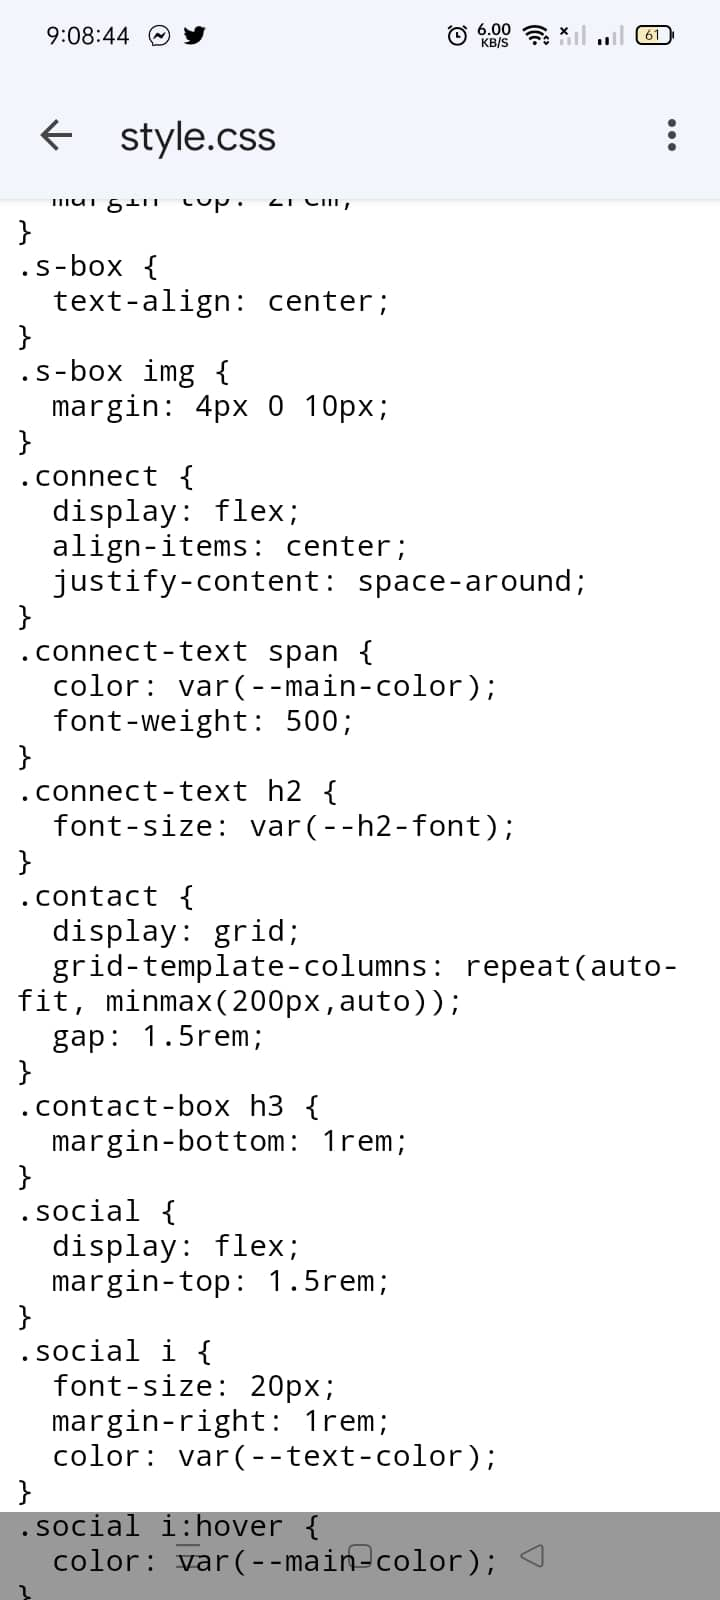 9:08:44
6.00
KB/S
61
style.css
margin-top: 2rem;
}
.s-box {
  text-align: center;
}
.s-box img {
  margin: 4px 0 10px;
}
.connect {
  display: flex;
  align-items: center;
  justify-content: space-around;
}
.connect-text span {
  color: var(--main-color);
  font-weight: 500;
}
.connect-text h2 {
  font-size: var(--h2-font);
}
.contact {
  display: grid;
  grid-template-columns: repeat(auto-
fit, minmax(200px,auto));
  gap: 1.5rem;
}
.contact-box h3 {
  margin-bottom: 1rem;
}
.social {
  display: flex;
  margin-top: 1.5rem;
}
.social i {
  font-size: 20px;
  margin-right: 1rem;
  color: var(--text-color);
}
.social i:hover {
  color: var(--main-color);
}